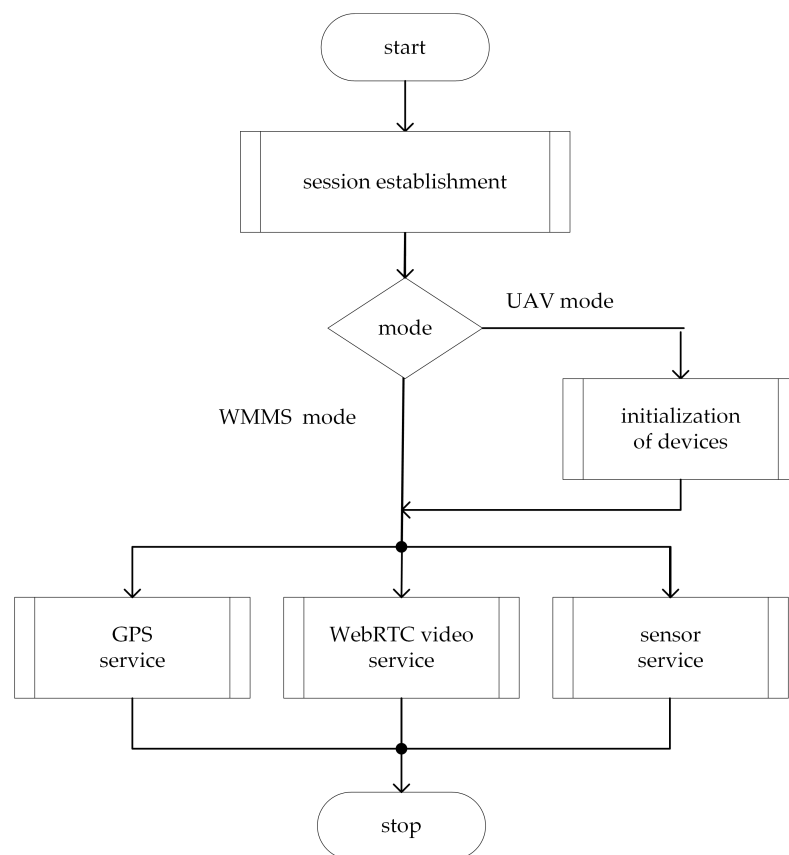 start
session establishment
UAV mode
mode
WMMS mode
initialization
of devices
GPS
service
WebRTC video
service
sensor
service
stop